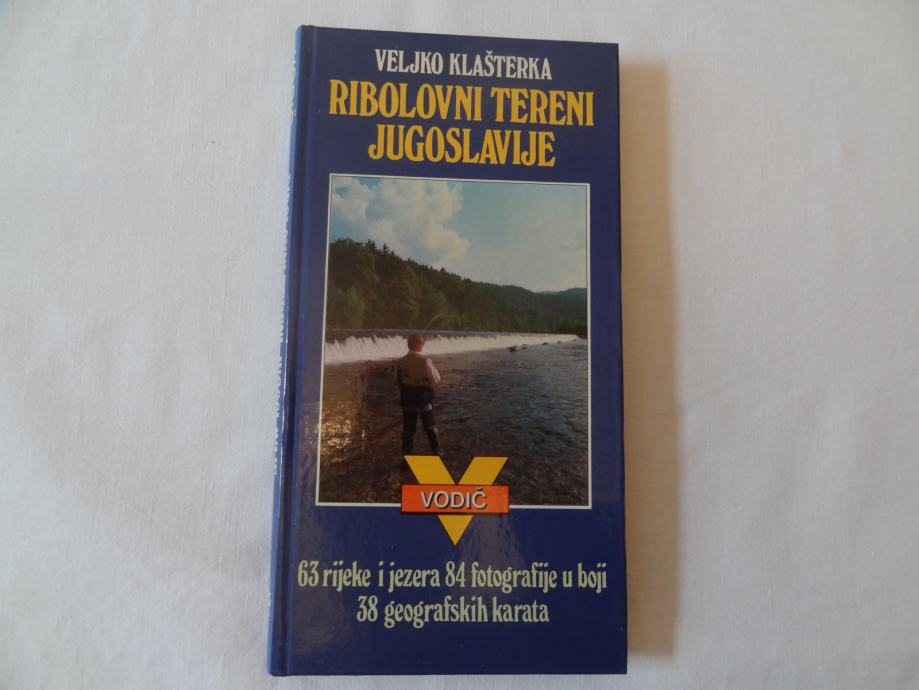 VELJKO KLAŠTERKA
RIBOLOVNI TERENI
JUGOSLAVIJE
VODIČ
63 rijeke i jezera 84 fotografije u boji
38 geografskih karata